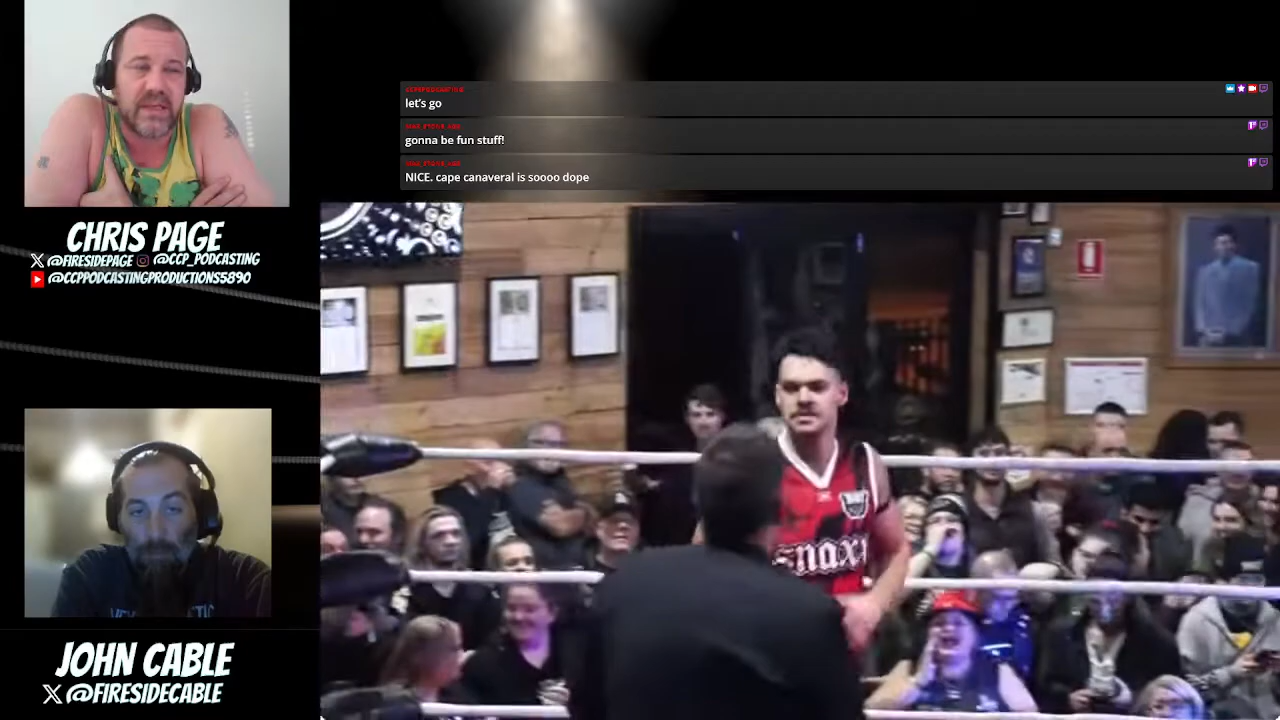 let's go
gonna be fun stuff!
NICE. cape canaveral is soooo dope
CHRIS PAGE
@FIRESIDEPAGE @CCP_PODCASTING
@CCPPODCASTINGPRODUCTIONS5890
JOHN CABLE
@FIRESIDECABLE
snax